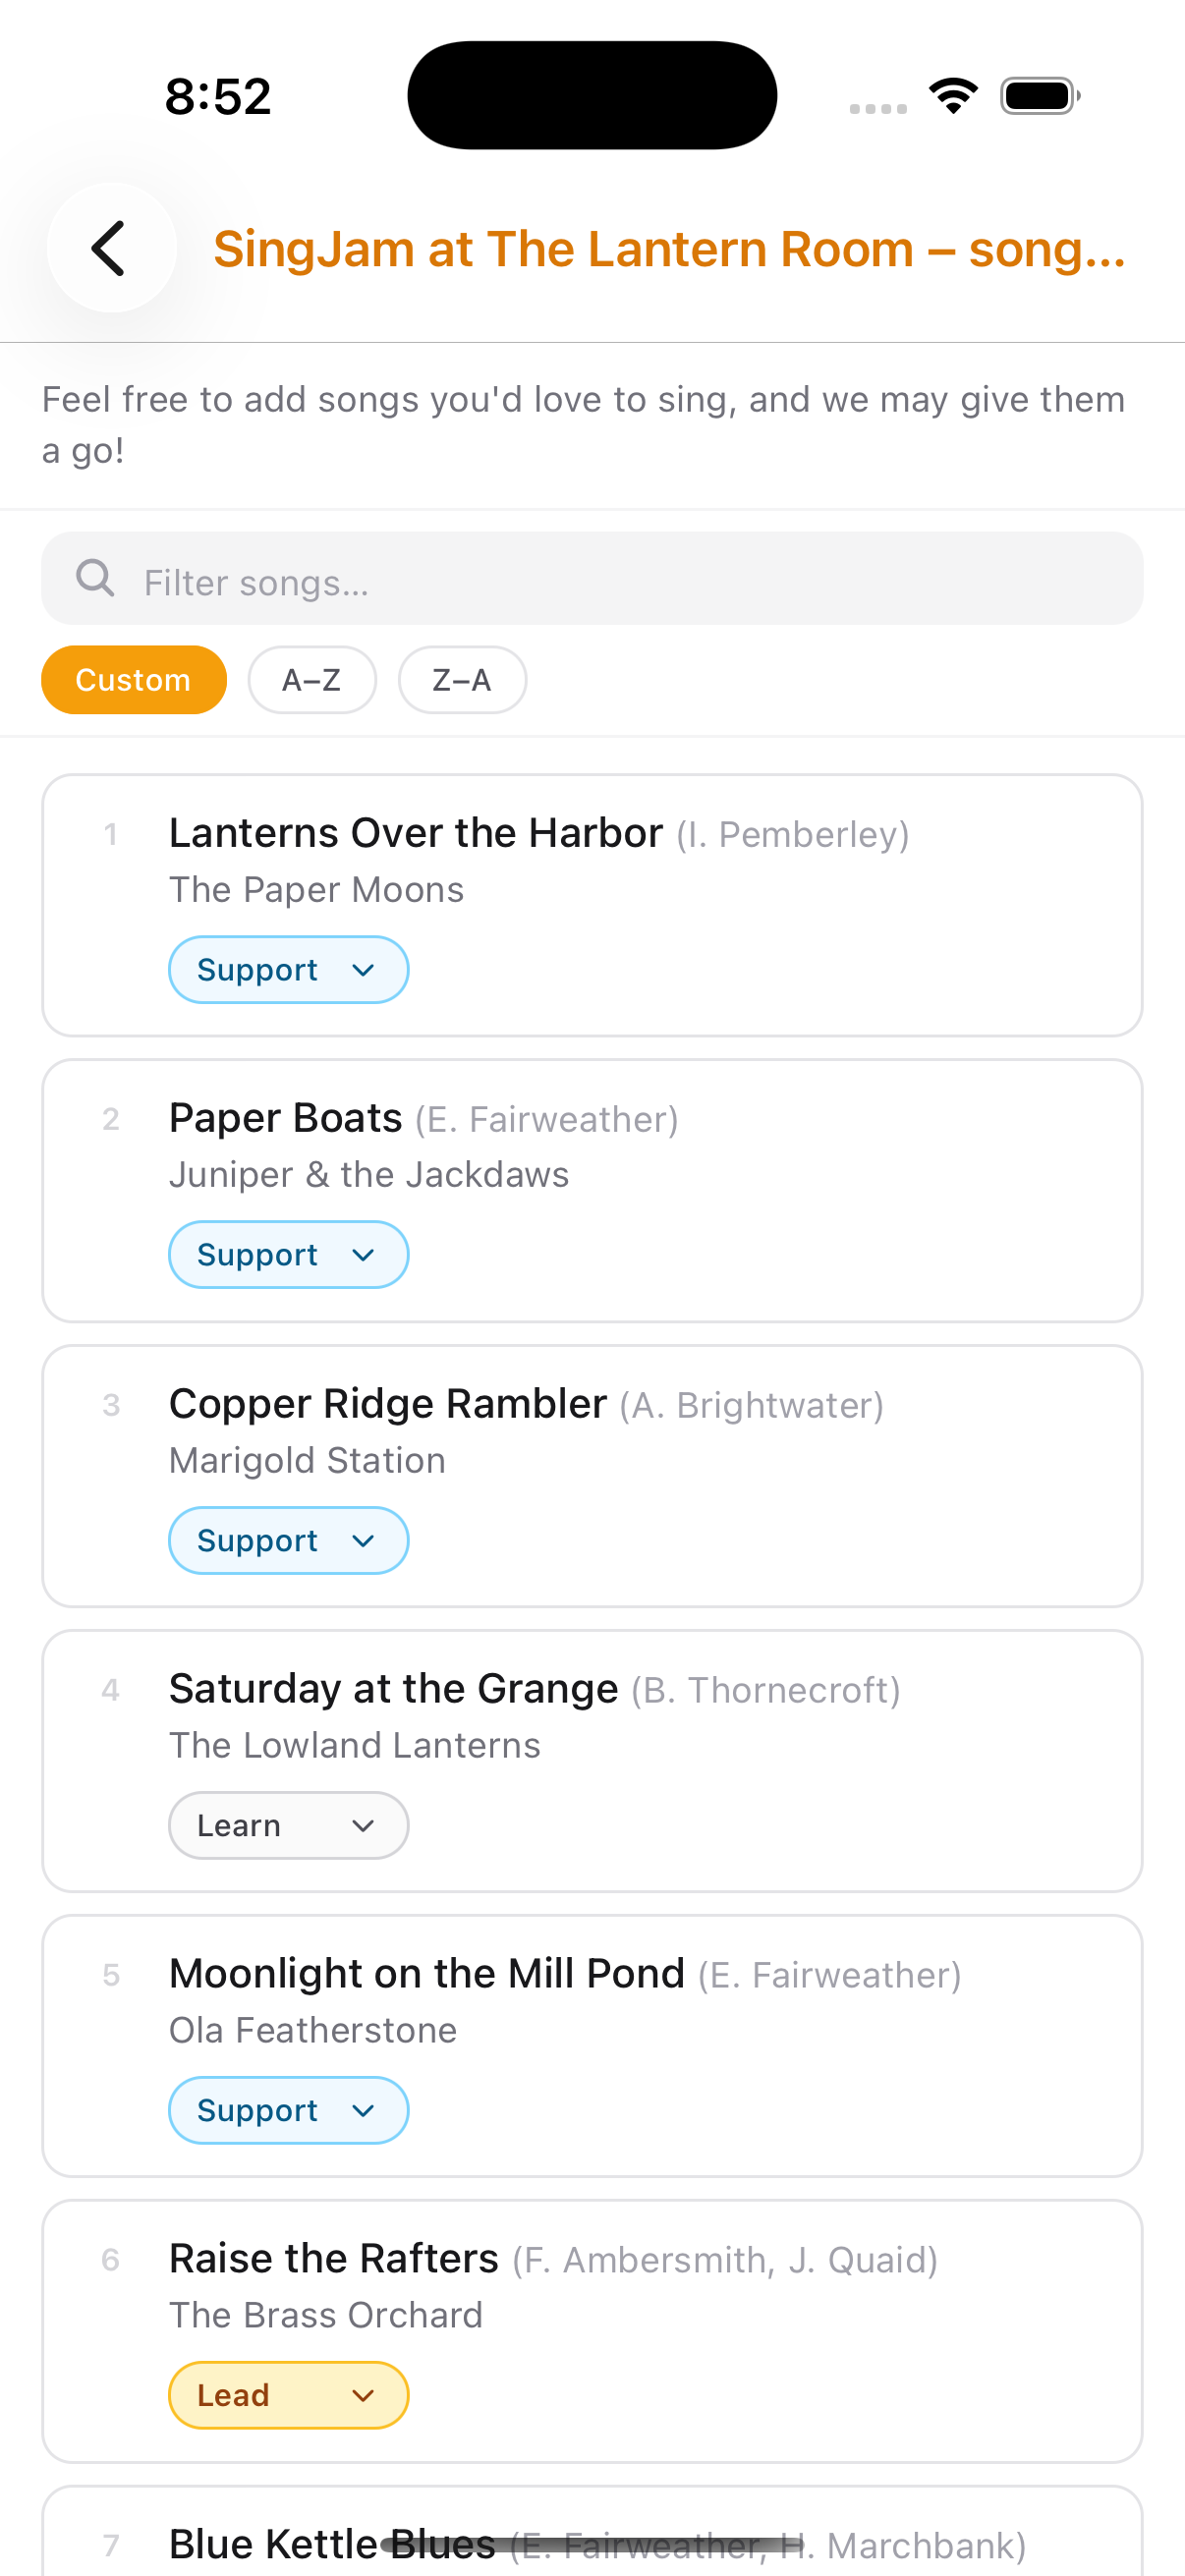 8:52
SingJam at The Lantern Room – song...
Feel free to add songs you'd love to sing, and we may give them
a go!
Filter songs...
Custom
A–Z
Z–A
1
Lanterns Over the Harbor (I. Pemberley)
The Paper Moons
Support
2
Paper Boats (E. Fairweather)
Juniper & the Jackdaws
Support
3
Copper Ridge Rambler (A. Brightwater)
Marigold Station
Support
4
Saturday at the Grange (B. Thornecroft)
The Lowland Lanterns
Learn
5
Moonlight on the Mill Pond (E. Fairweather)
Ola Featherstone
Support
6
Raise the Rafters (F. Ambersmith, J. Quaid)
The Brass Orchard
Lead
7
Blue Kettle Blues (E. Fairweather, H. Marchbank)